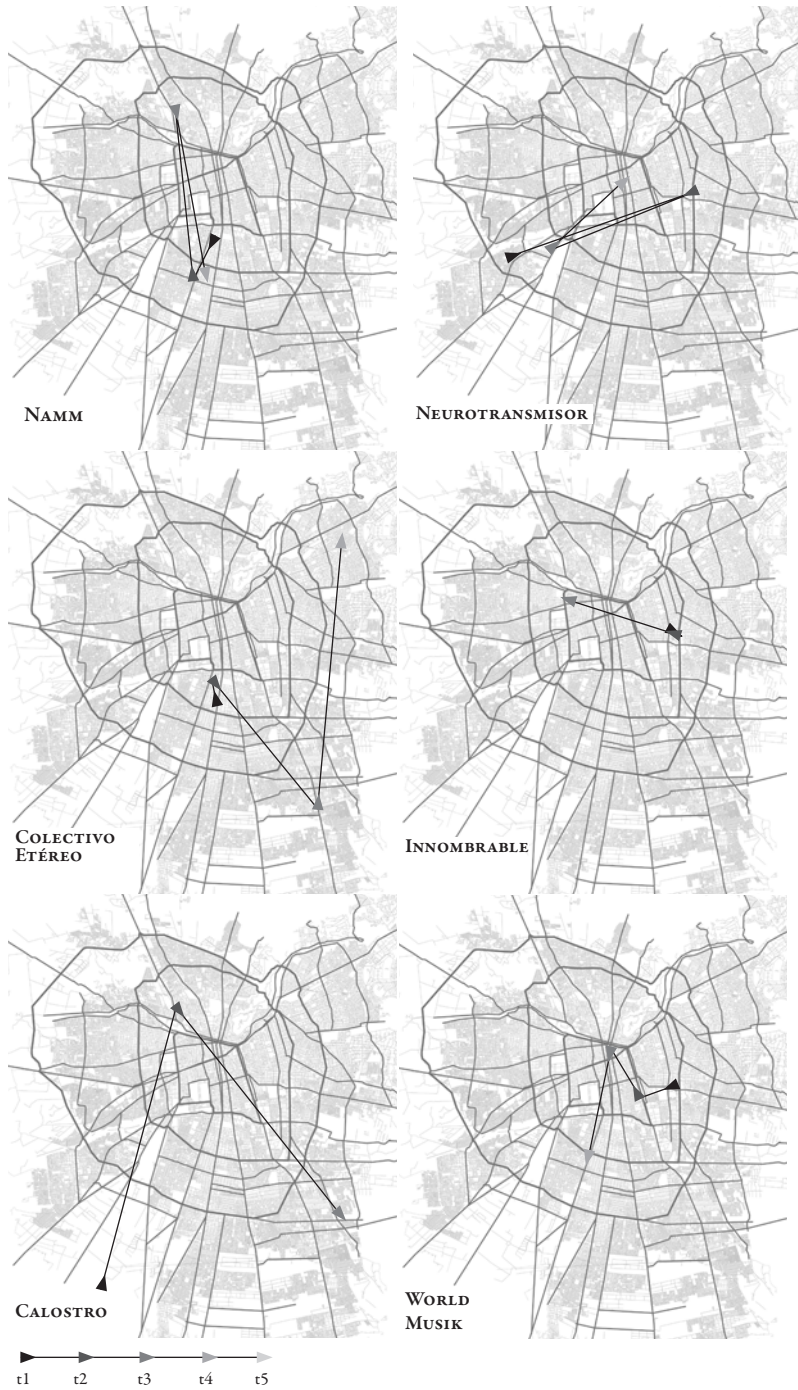 Namm
Neurotransmisor
Colectivo
Etéreo
Innombrable
Calostro
World
Musik
t1 t2 t3 t4 t5